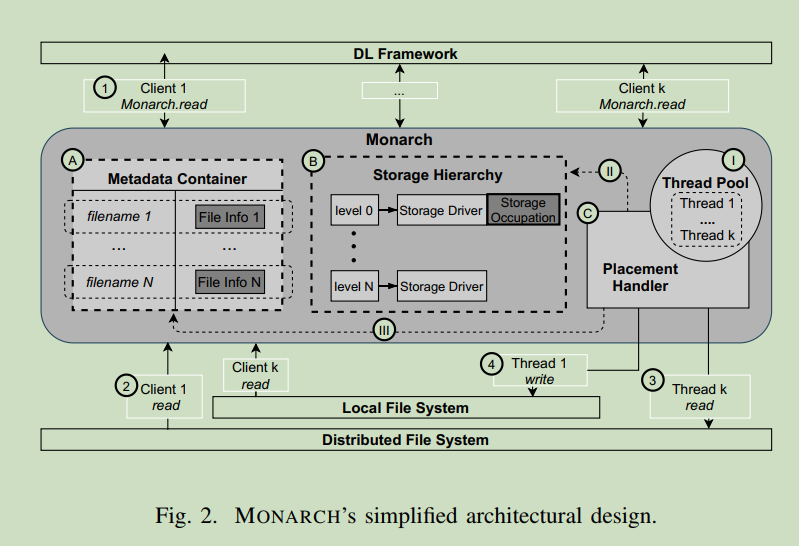 DL Framework
1
Client 1
Monarch.read
...
Client k
Monarch.read
Monarch
A
Metadata Container
filename 1
File Info 1
...
...
filename N
File Info N
B
Storage Hierarchy
level 0
Storage Driver
Storage
Occupation
level N
Storage Driver
II
I
Thread Pool
Thread 1
....
Thread k
C
Placement
Handler
III
2
Client 1
read
Client k
read
4
Thread 1
write
3
Thread k
read
Local File System
Distributed File System
Fig. 2. MONARCH's simplified architectural design.